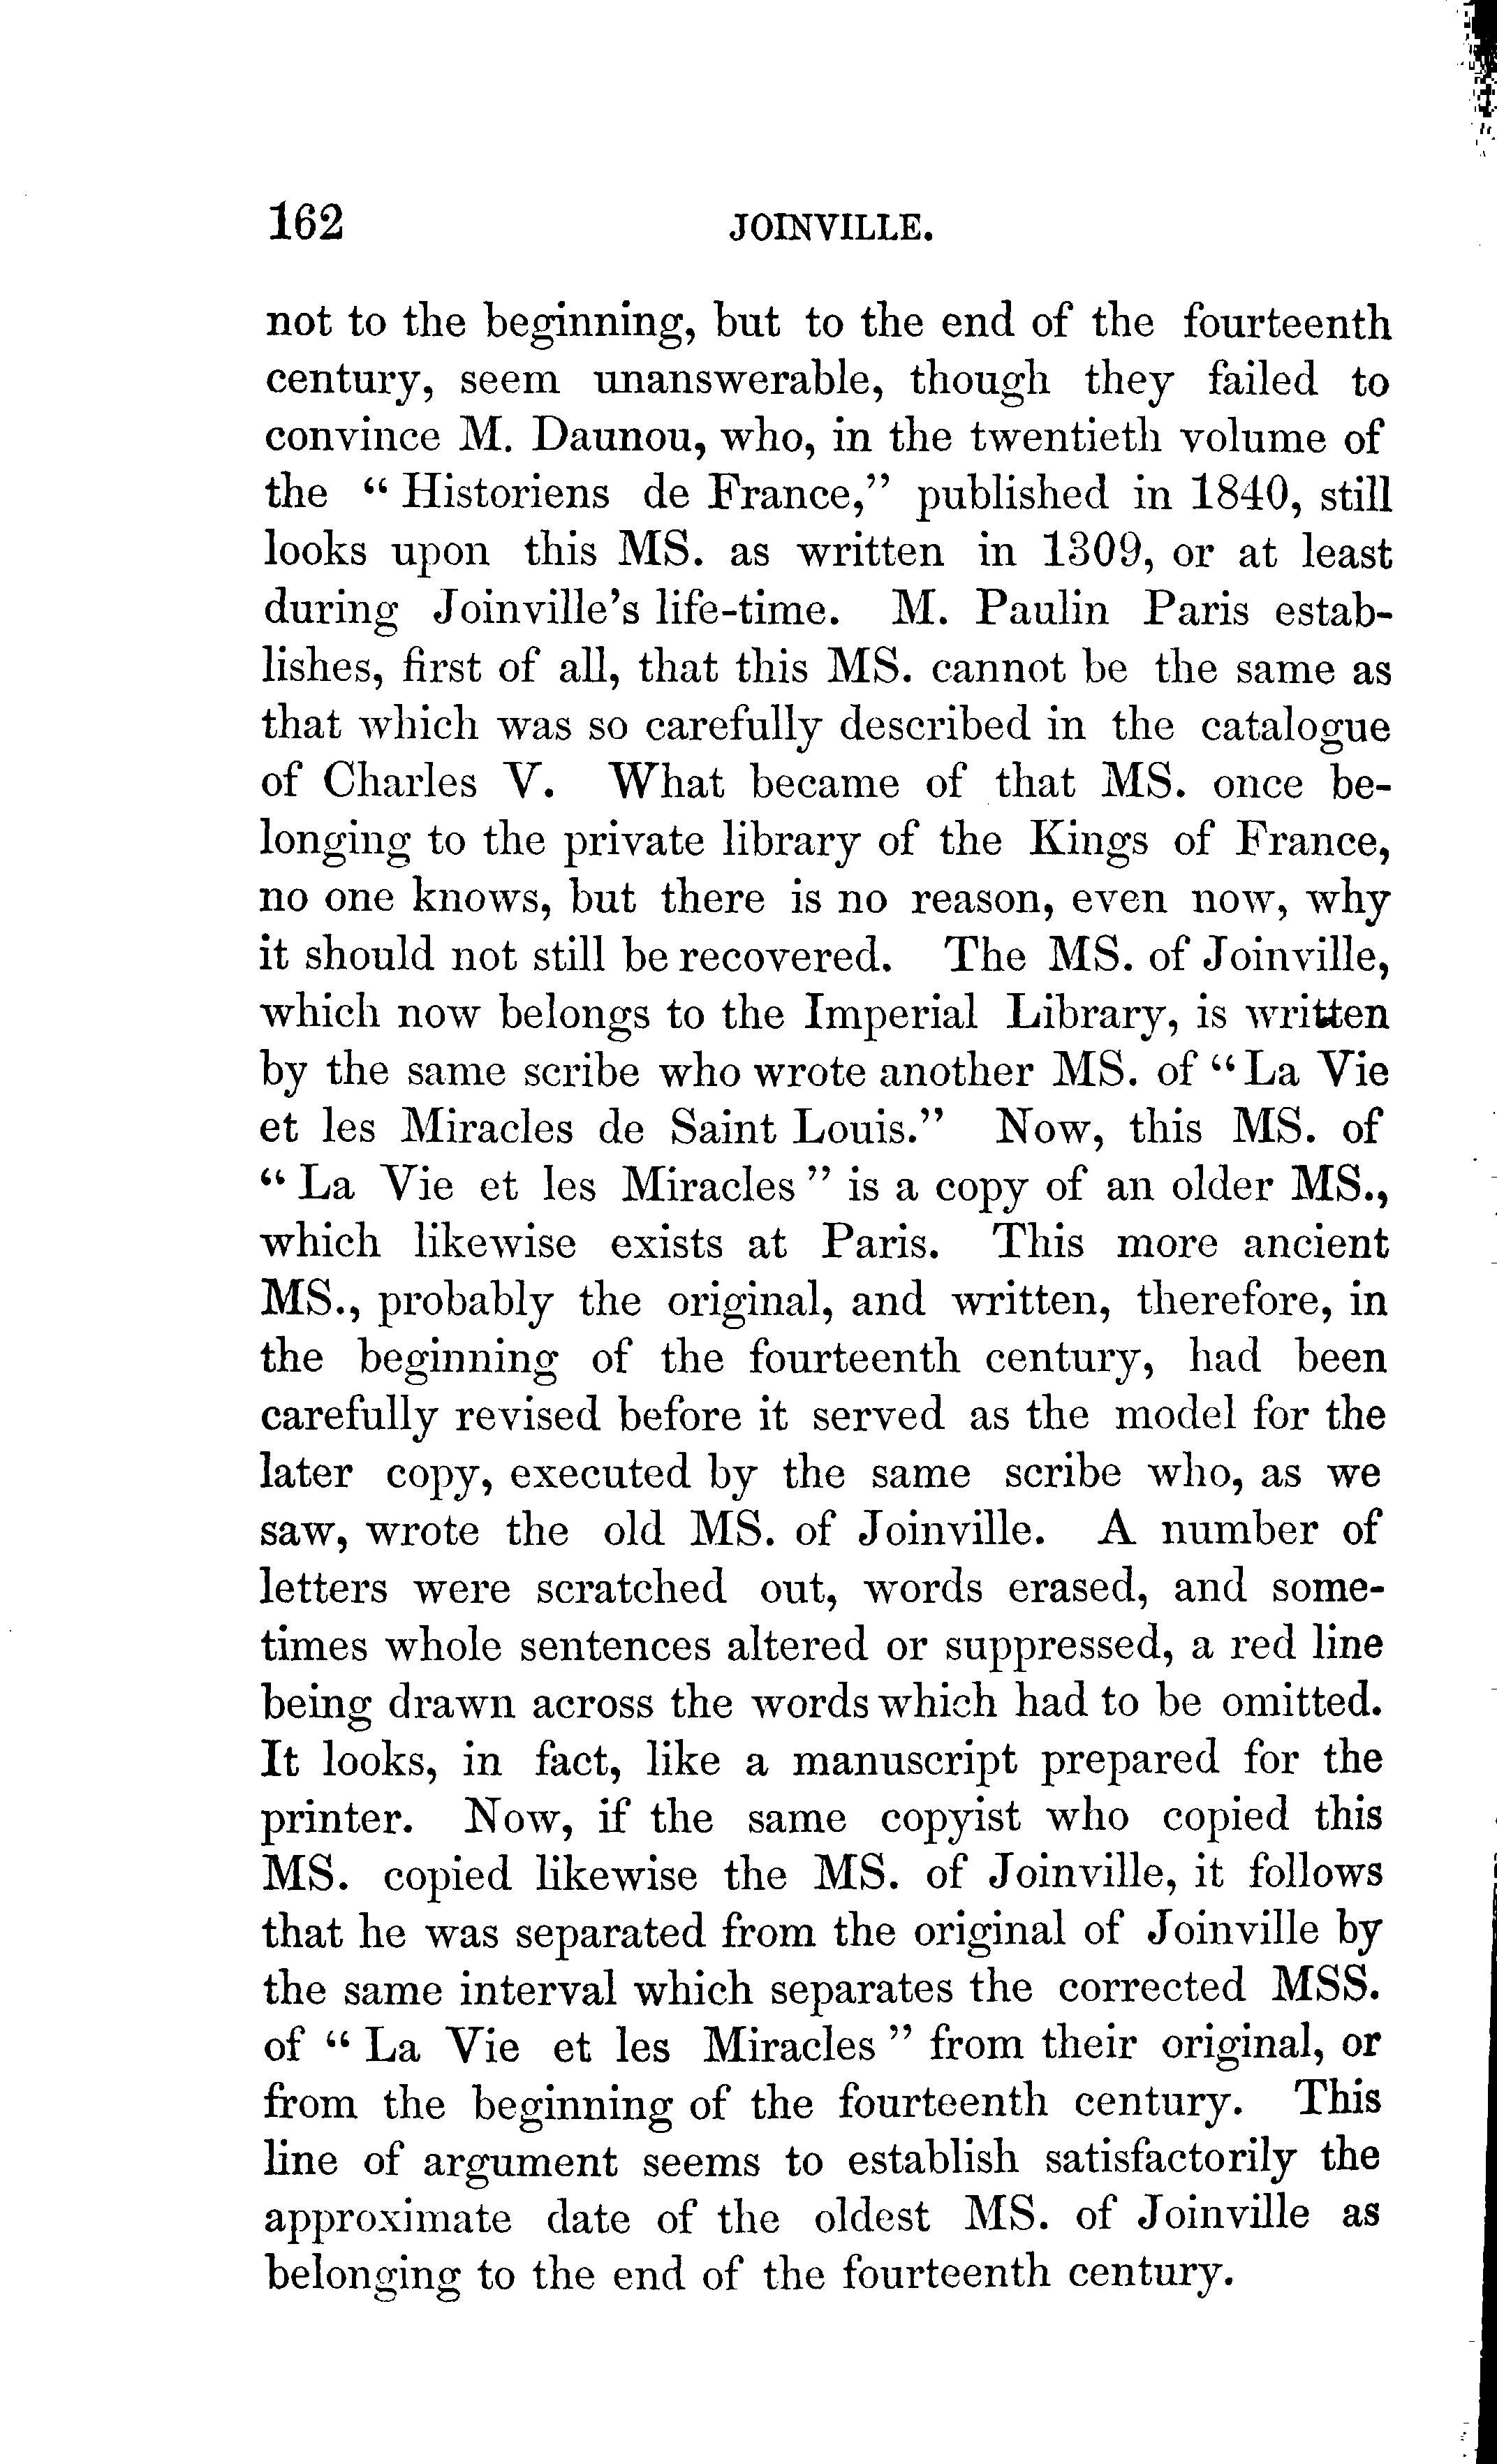 162 JOINVILLE.
not to the beginning, but to the end of the fourteenth
century, seem unanswerable, though they failed to
convince M. Daunou, who, in the twentieth volume of
the “ Historiens de France,” published in 1840, still
looks upon this MS. as written in 1309, or at least
during Joinville’s life-time. M. Paulin Paris estab-
lishes, first of all, that this MS. cannot be the same as
that which was so carefully described in the catalogue
of Charles V. What became of that MS. once be-
longing to the private library of the Kings of France,
no one knows, but there is no reason, even now, why
it should not still be recovered. The MS. of Joinville,
which now belongs to the Imperial Library, is written
by the same scribe who wrote another MS. of “ La Vie
et les Miracles de Saint Louis.” Now, this MS. of
“ La Vie et les Miracles ” is a copy of an older MS.,
which likewise exists at Paris. This more ancient
MS., probably the original, and written, therefore, in
the beginning of the fourteenth century, had been
carefully revised before it served as the model for the
later copy, executed by the same scribe who, as we
saw, wrote the old MS. of Joinville. A number of
letters were scratched out, words erased, and some-
times whole sentences altered or suppressed, a red line
being drawn across the words which had to be omitted.
It looks, in fact, like a manuscript prepared for the
printer. Now, if the same copyist who copied this
MS. copied likewise the MS. of Joinville, it follows
that he was separated from the original of Joinville by
the same interval which separates the corrected MSS.
of “ La Vie et les Miracles ” from their original, or
from the beginning of the fourteenth century. This
line of argument seems to establish satisfactorily the
approximate date of the oldest MS. of Joinville as
belonging to the end of the fourteenth century.